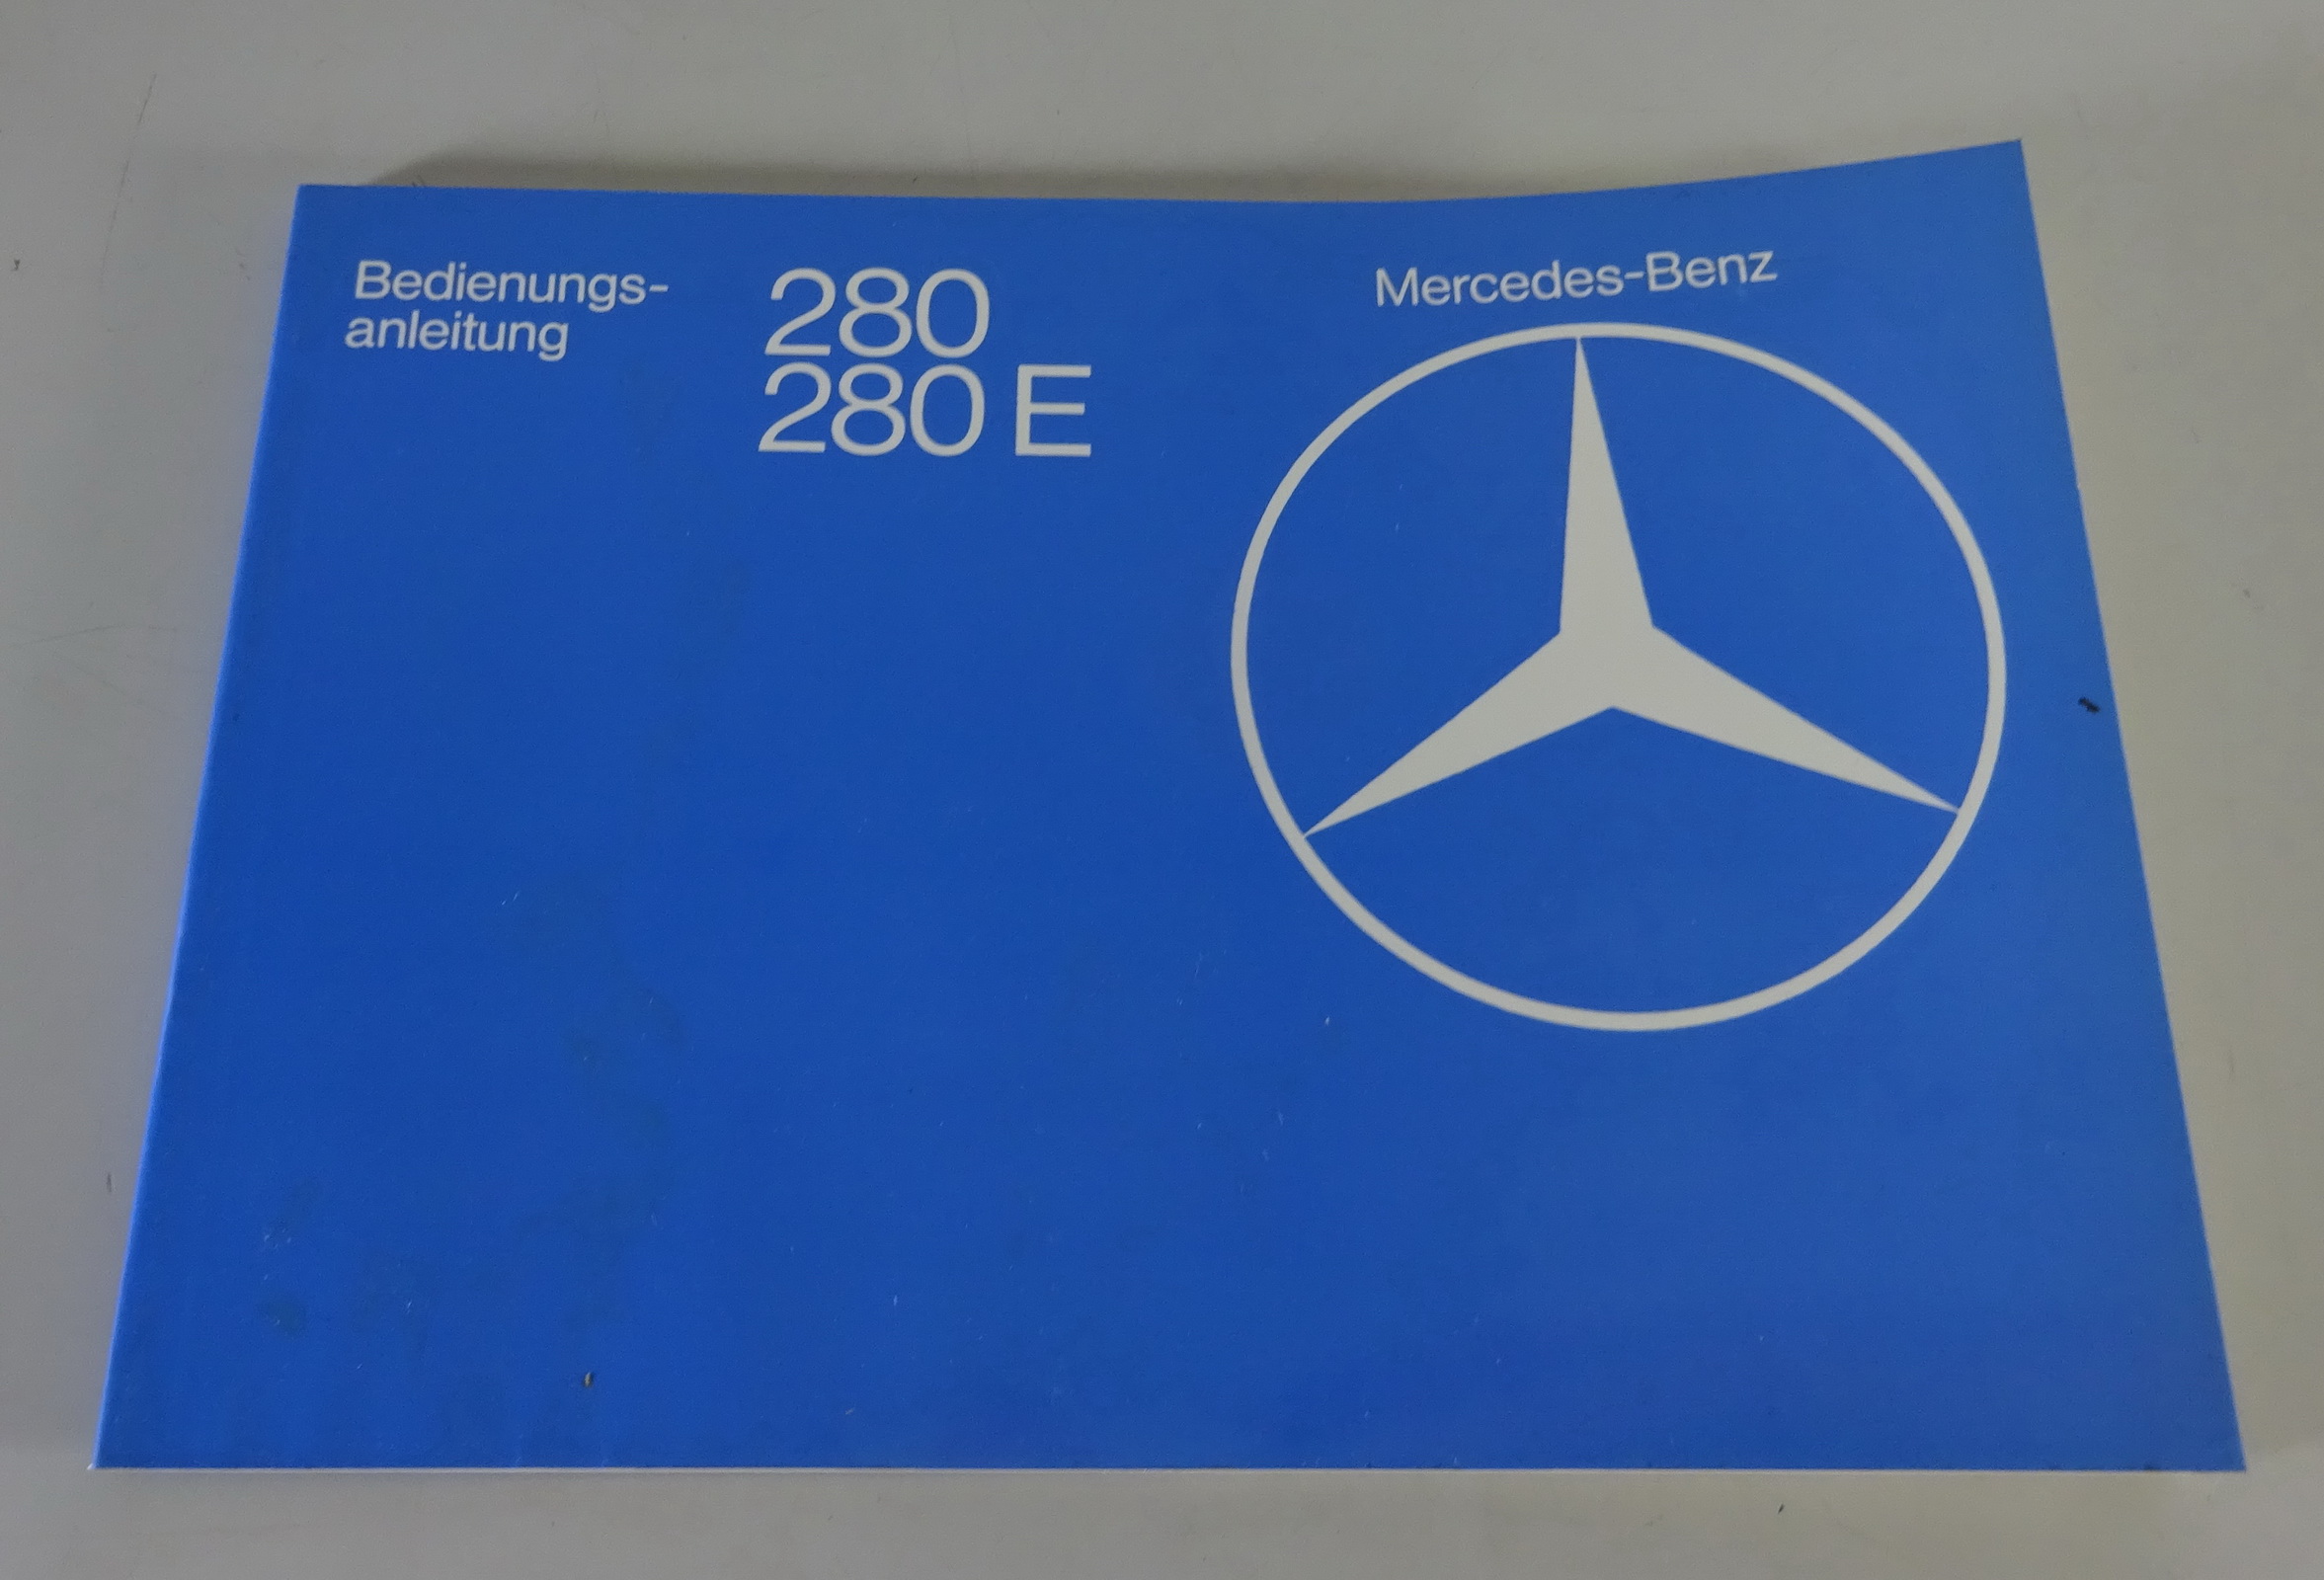 Bedienungs-
anleitung
280
280 E
Mercedes-Benz